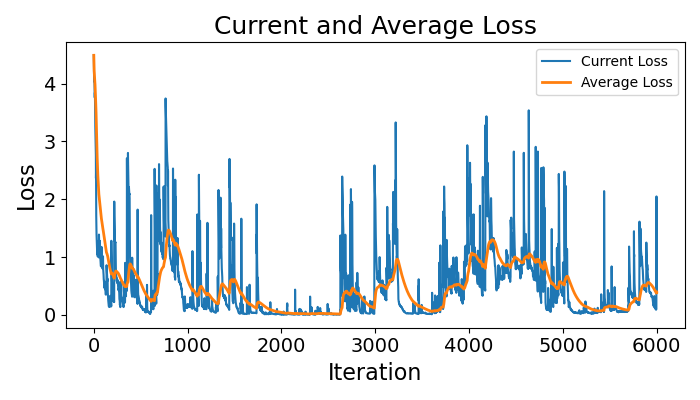 Current and Average Loss
Current Loss
Average Loss
Loss
4
3
2
1
0
0 1000 2000 3000 4000 5000 6000
Iteration